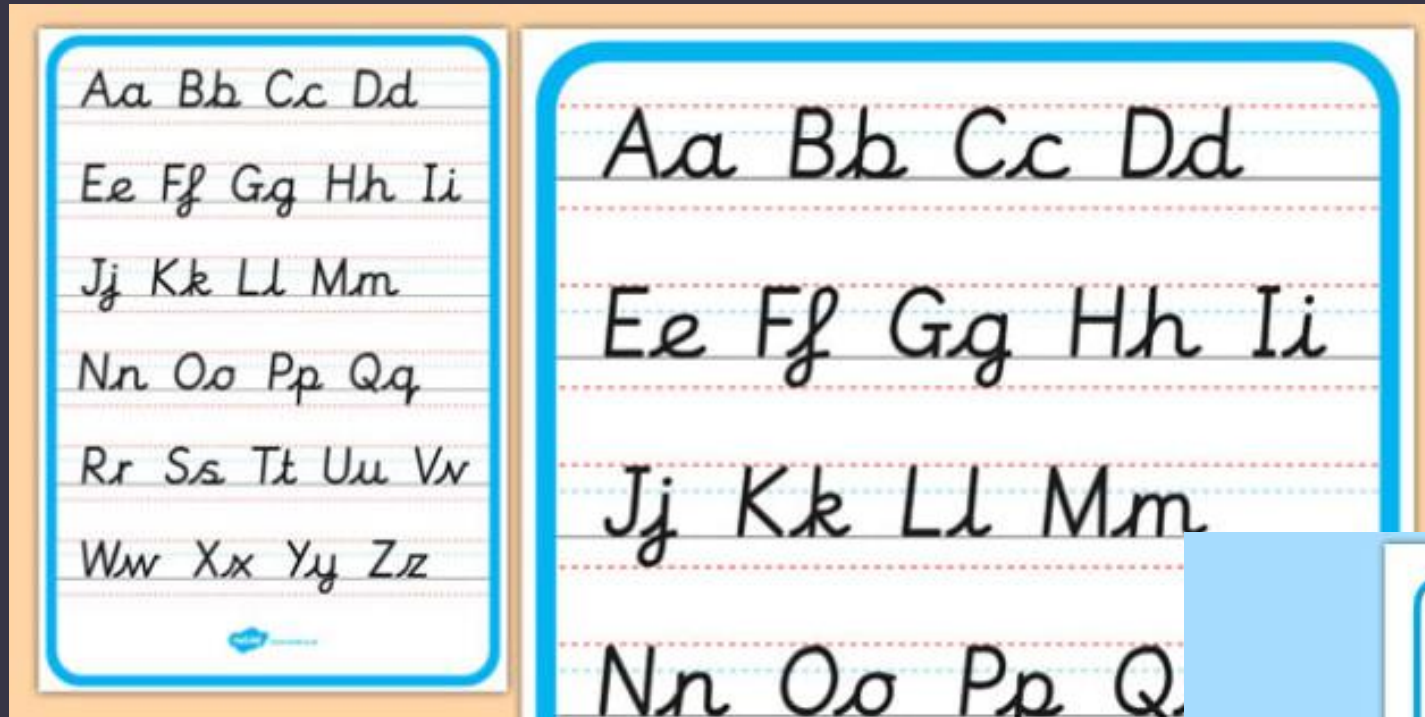 Aa Bb Cc Dd
Ee Ff Gg Hh Ii
Jj Kk Ll Mm
Nn Oo Pp Qq
Rr Ss Tt Uu Vv
Ww Xx Yy Zz
Aa Bb Cc Dd
Ee Ff Gg Hh Ii
Jj Kk Ll Mm
Nn Oo Pp Q